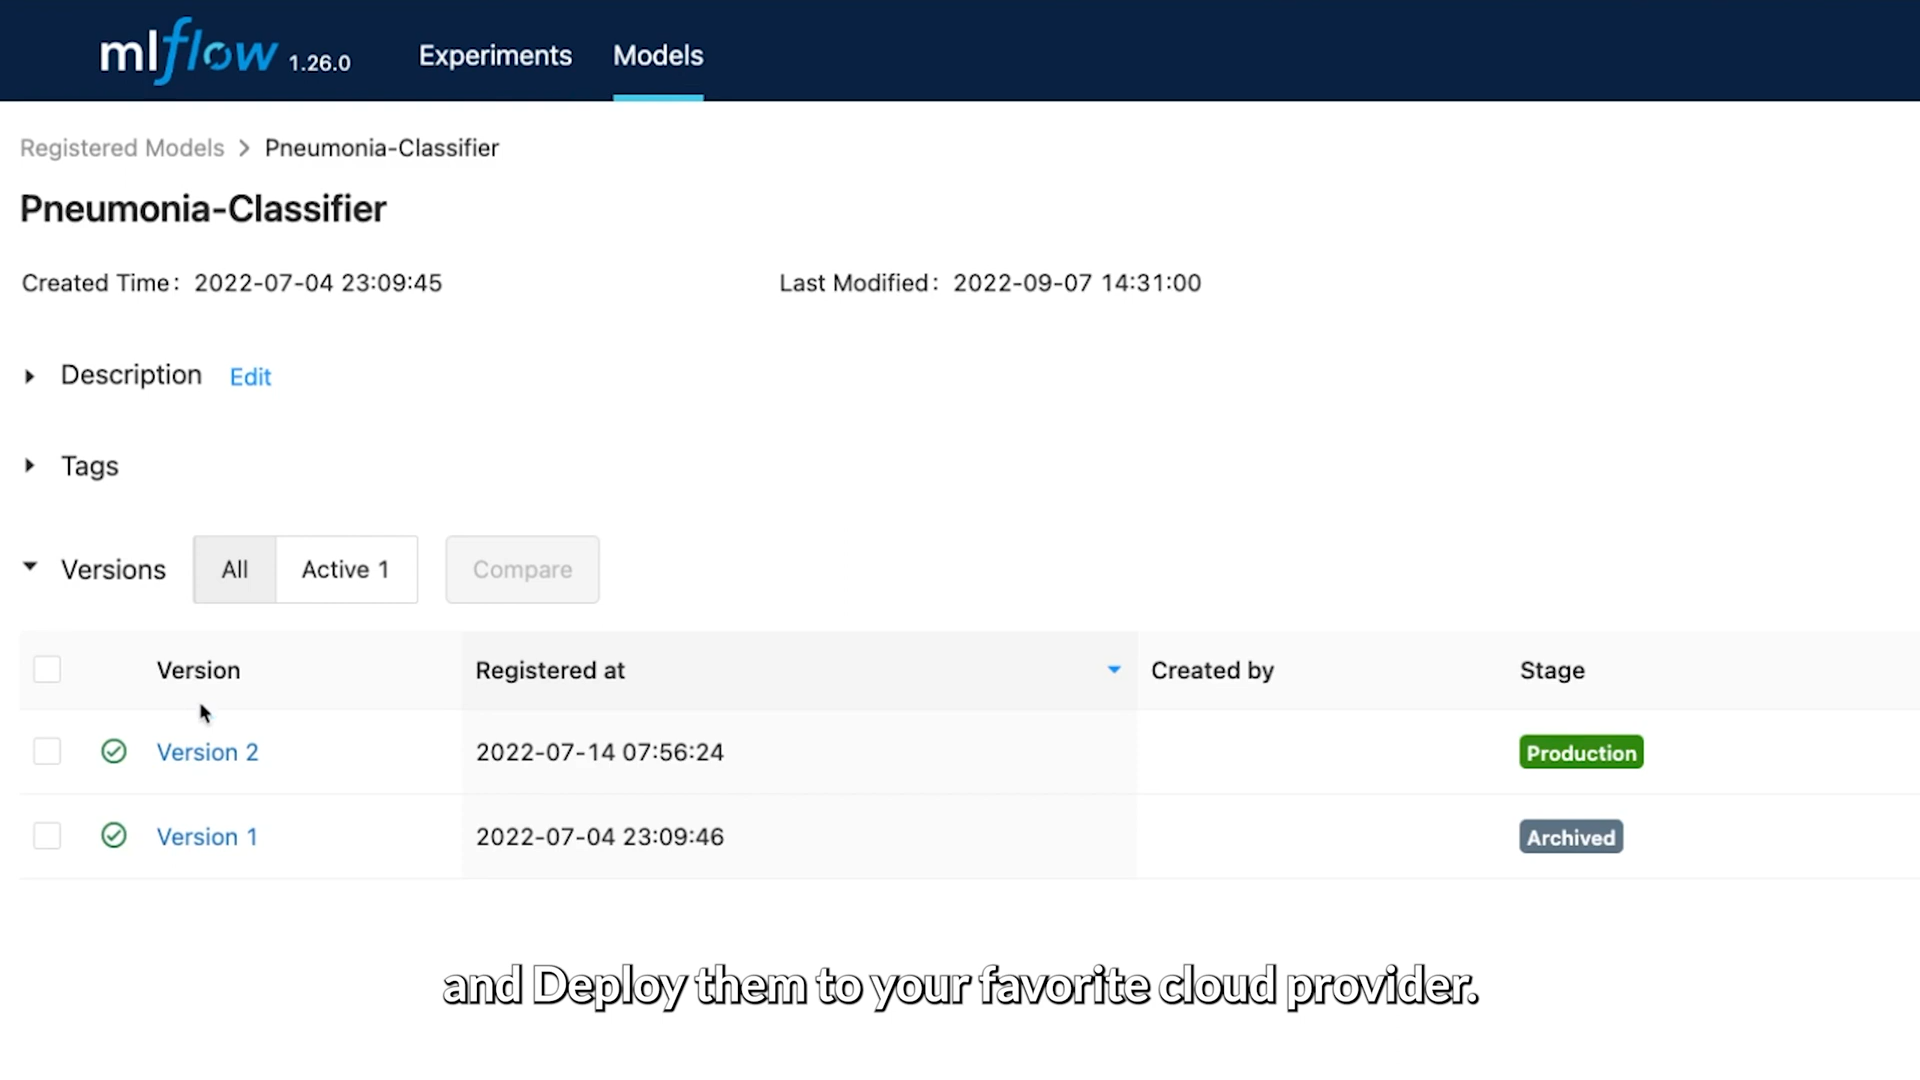 mlflow 1.26.0 Experiments Models
Registered Models > Pneumonia-Classifier
Pneumonia-Classifier
Created Time: 2022-07-04 23:09:45 Last Modified: 2022-09-07 14:31:00
Description Edit
Tags
Versions All Active 1 Compare
Version Registered at Created by Stage
Version 2 2022-07-14 07:56:24 Production
Version 1 2022-07-04 23:09:46 Archived
and Deploy them to your favorite cloud provider.